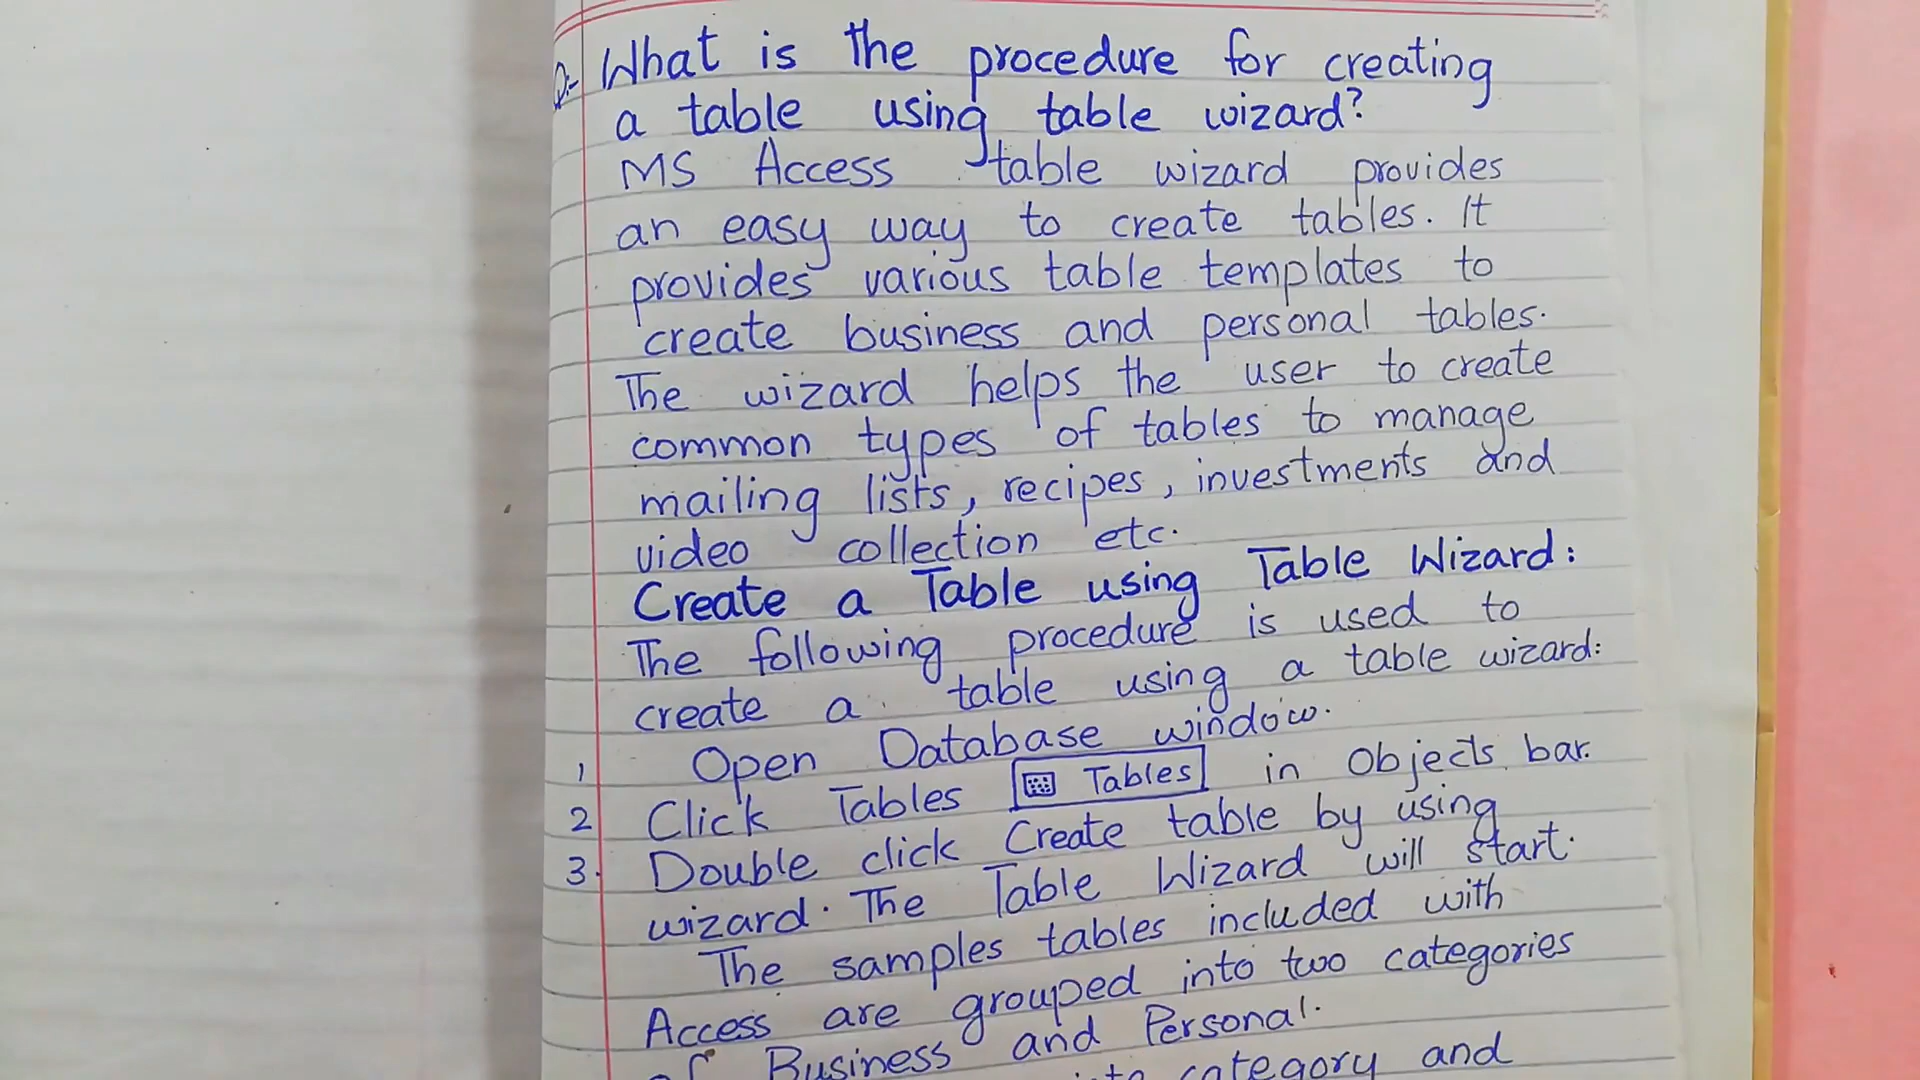 Q:- What is the procedure for creating
a table using table wizard?
MS Access table wizard provides
an easy way to create tables. It
provides various table templates to
create business and personal tables.
The wizard helps the user to create
common types of tables to manage
mailing lists, recipes, investments and
video collection etc.
Create a Table using Table Wizard:
The following procedure is used to
create a table using a table wizard:
1 Open Database window.
2 Click Tables Tables in Objects bar.
3. Double click Create table by using
wizard. The Table Wizard will start.
The samples tables included with
Access are grouped into two categories
of Business and Personal.
category and